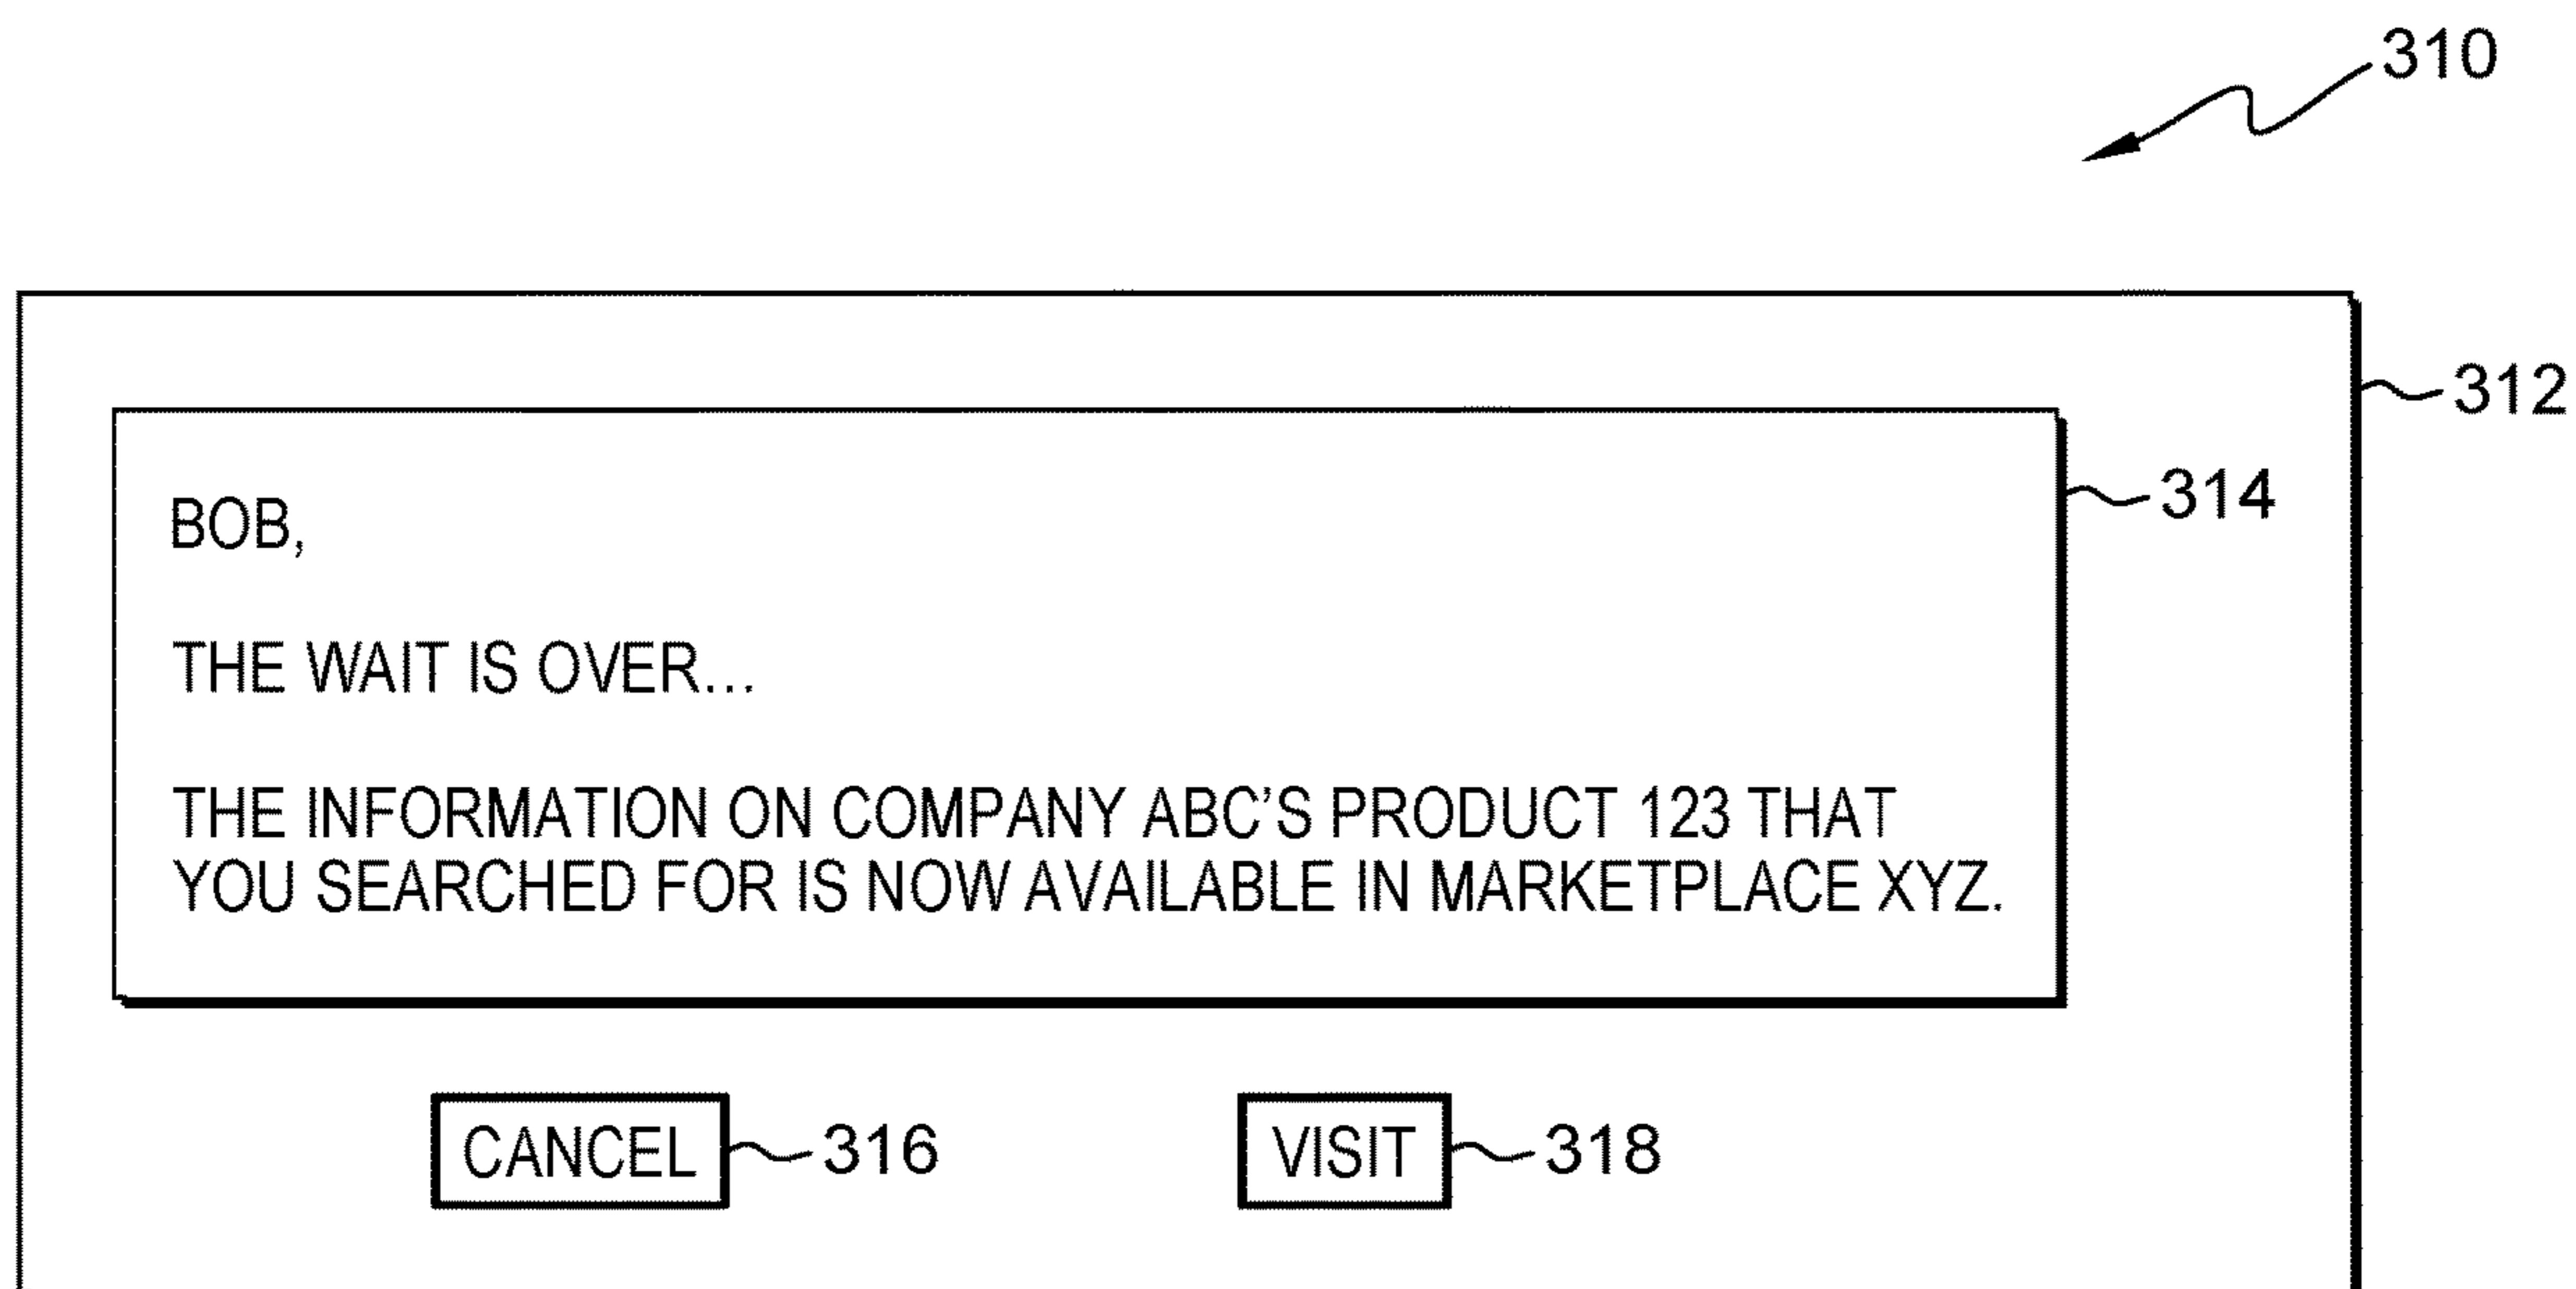 310
312
314
BOB,
THE WAIT IS OVER...
THE INFORMATION ON COMPANY ABC'S PRODUCT 123 THAT
YOU SEARCHED FOR IS NOW AVAILABLE IN MARKETPLACE XYZ.
CANCEL 316 VISIT 318